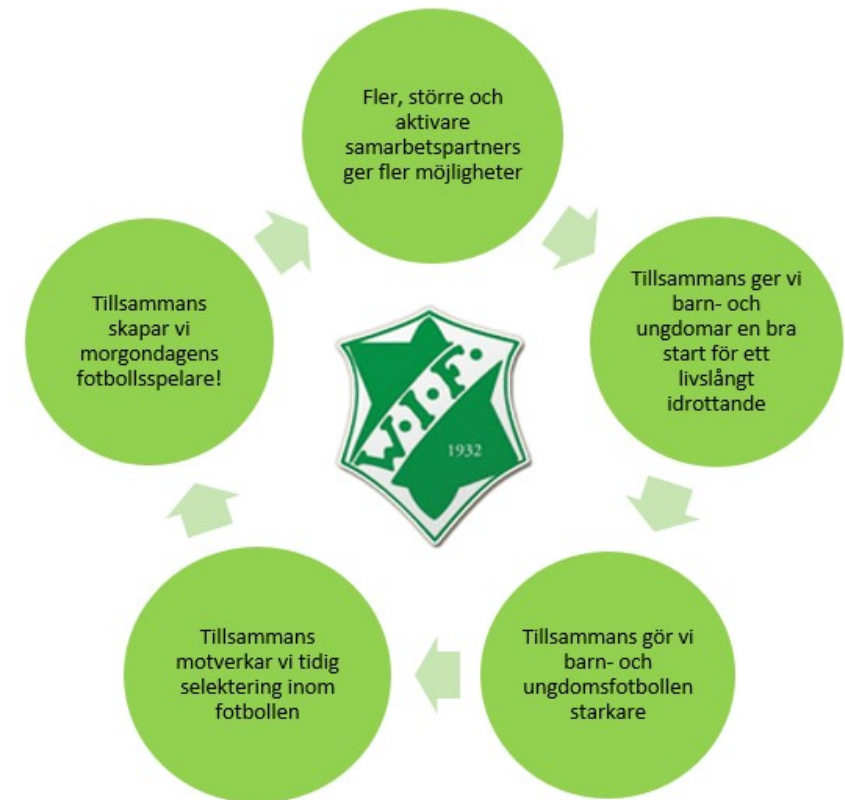 Fler, större och
aktivare
samarbetspartners
ger fler möjligheter
Tillsammans ger vi
barn- och
ungdomar en bra
start för ett
livslångt
idrottande
Tillsammans gör vi
barn- och
ungdomsfotbollen
starkare
Tillsammans
motverkar vi tidig
selektering inom
fotbollen
Tillsammans
skapar vi
morgondagens
fotbollsspelare!
W.I.F.
1932